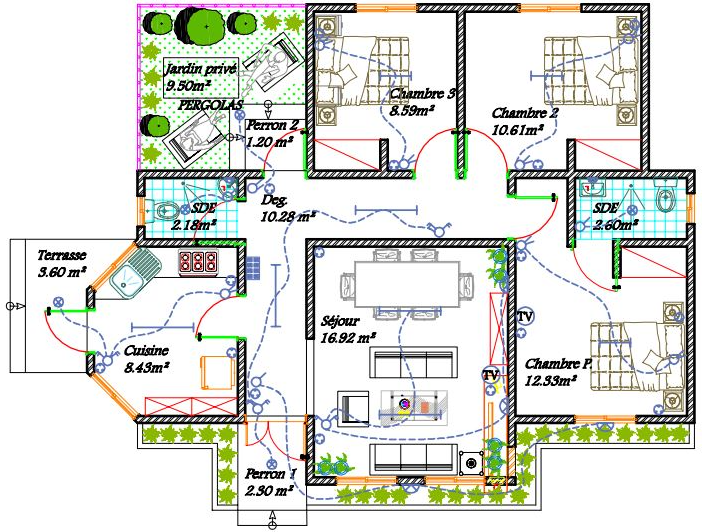 Jardin privé
9.50m²
PERGOLAS
Perron 2
1.20 m²
Chambre 3
8.59m²
Chambre 2
10.61m²
SDE
2.18m²
Deg.
10.28 m²
SDE
2.60m²
Terrasse
3.60 m²
Séjour
16.92 m²
TV
Cuisine
8.43m²
TV
Chambre P.
12.33m²
Perron 1
2.30 m²